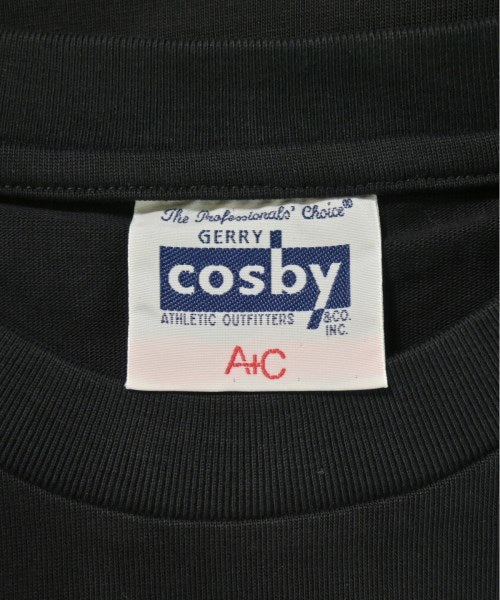 The Professionals' Choice®
GERRY
cosby
ATHLETIC OUTFITTERS &CO.
INC.
A+C